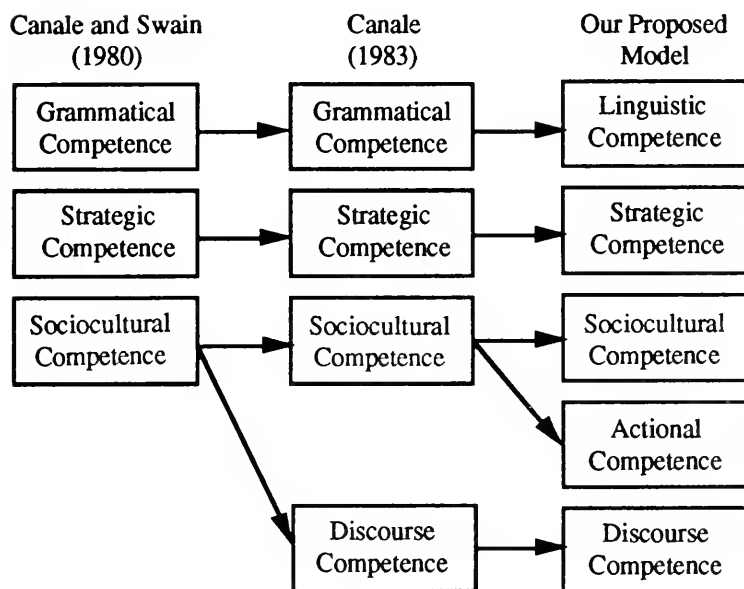 Canale and Swain
(1980)
Canale
(1983)
Our Proposed
Model
Grammatical
Competence
Grammatical
Competence
Linguistic
Competence
Strategic
Competence
Strategic
Competence
Strategic
Competence
Sociocultural
Competence
Sociocultural
Competence
Sociocultural
Competence
Actional
Competence
Discourse
Competence
Discourse
Competence